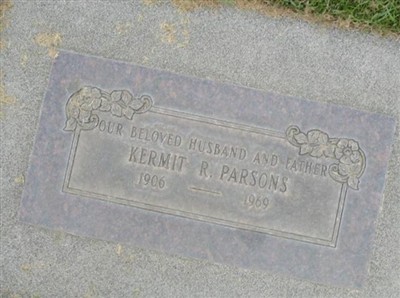 OUR BELOVED HUSBAND AND FATHER
KERMIT R. PARSONS
1906 — 1969